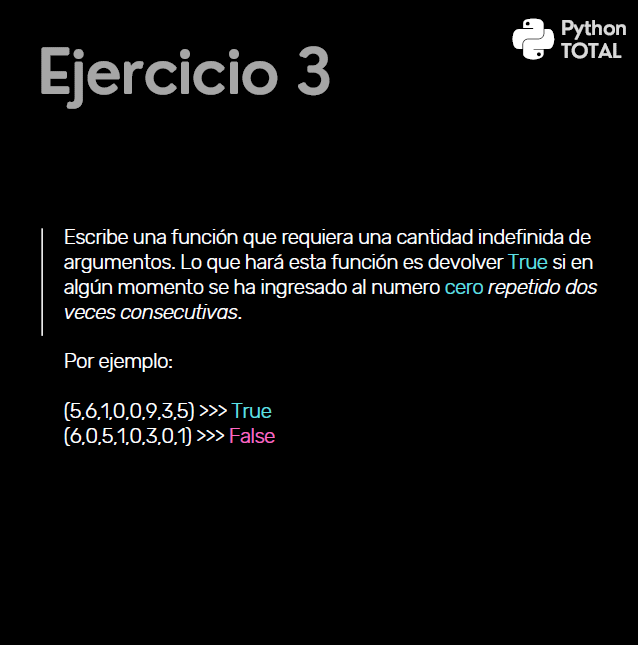 Ejercicio 3
Python
TOTAL
Escribe una función que requiera una cantidad indefinida de
argumentos. Lo que hará esta función es devolver True si en
algún momento se ha ingresado al numero cero repetido dos
veces consecutivas.
Por ejemplo:
(5,6,1,0,0,9,3,5) >>> True
(6,0,5,1,0,3,0,1) >>> False